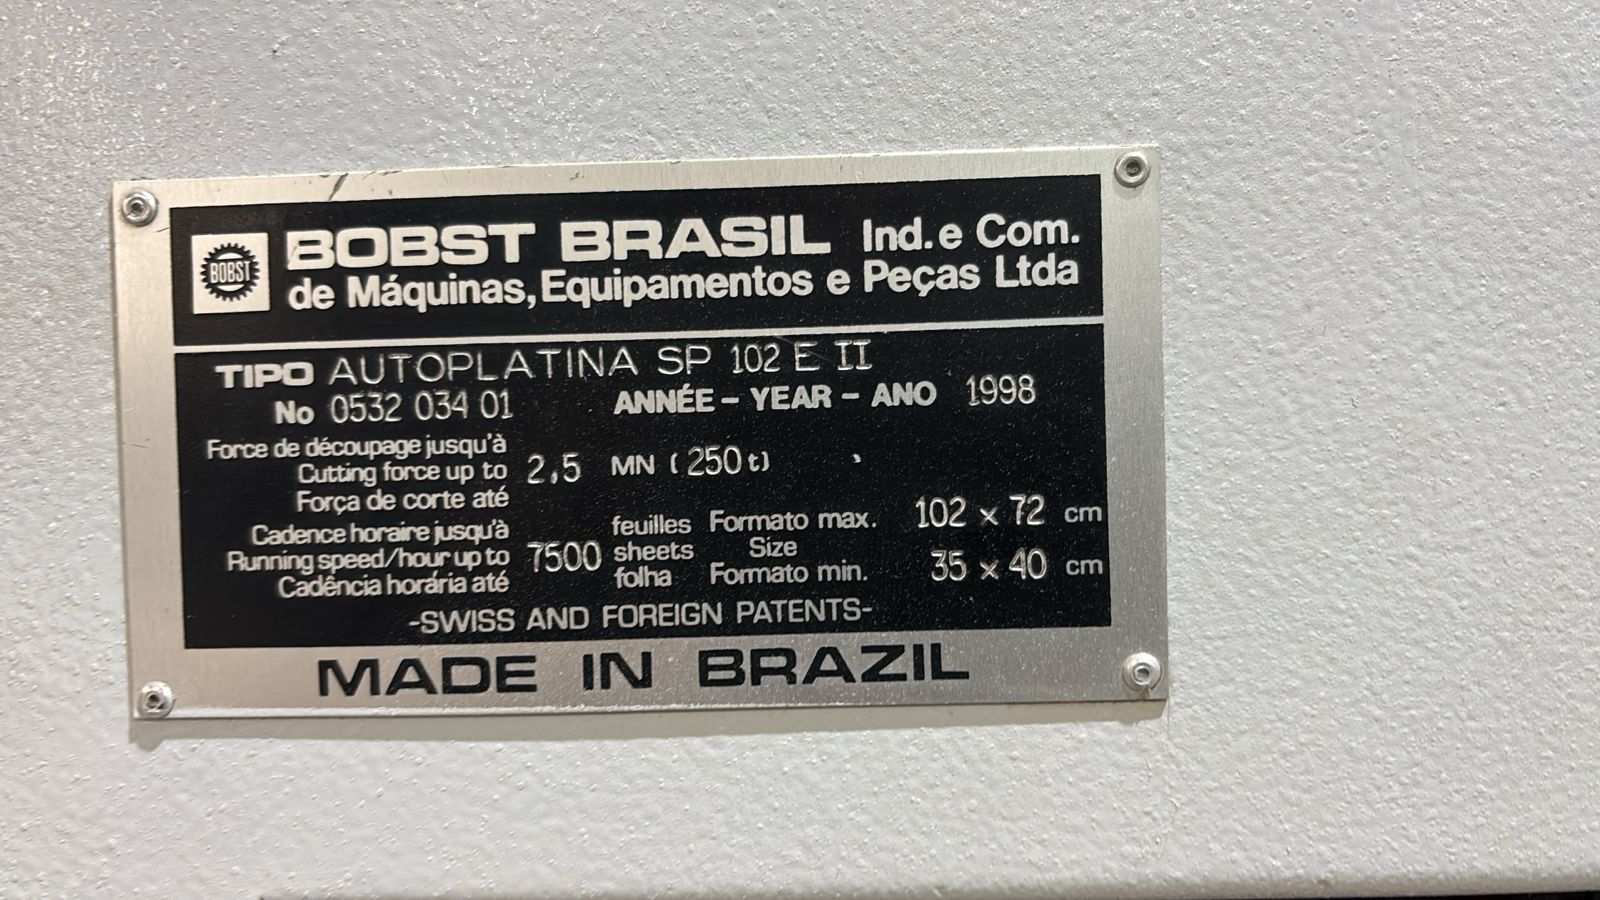 BOBST
BOBST BRASIL Ind. e Com.
de Máquinas, Equipamentos e Peças Ltda
TIPO AUTOPLATINA SP 102 E II
No 0532 034 01 ANNÉE - YEAR - ANO 1998
Force de découpage jusqu'à
Cutting force up to 2,5 MN (250 t)
Força de corte até
Cadence horaire jusqu'à feuilles Formato max. 102 x 72 cm
Running speed/hour up to 7500 sheets Size
Cadência horária até folha Formato min. 35 x 40 cm
-SWISS AND FOREIGN PATENTS-
MADE IN BRAZIL